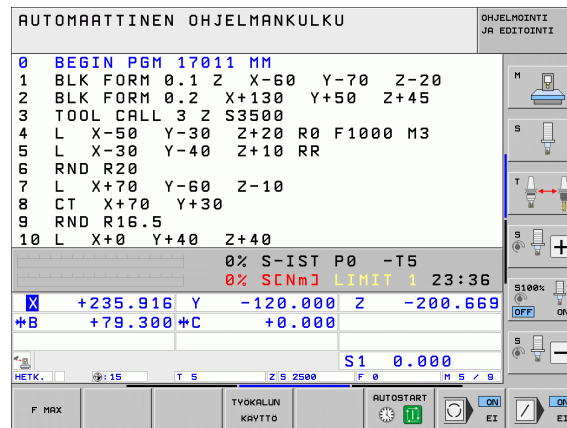 AUTOMAATTINEN OHJELMANKULKU
OHJELMOINTI
JA EDITOINTI
0 BEGIN PGM 17011 MM
1 BLK FORM 0.1 Z X-60 Y-70 Z-20
2 BLK FORM 0.2 X+130 Y+50 Z+45
3 TOOL CALL 3 Z S3500
4 L X-50 Y-30 Z+20 R0 F1000 M3
5 L X-30 Y-40 Z+10 RR
6 RND R20
7 L X+70 Y-60 Z-10
8 CT X+70 Y+30
9 RND R16.5
10 L X+0 Y+40 Z+40
0% S-IST P0 -T5
0% S[Nm] LIMIT 1 23:36
X +235.916 Y -120.000 Z -200.669
B +79.300 C +0.000
S1 0.000
HETK. : 15 T 5 Z S 2500 F 0 M 5 / 9
M
S
T
S
S100%
OFF ON
S
F MAX
TYÖKALUN
KÄYTTÖ
AUTOSTART
ON
EI
ON
EI